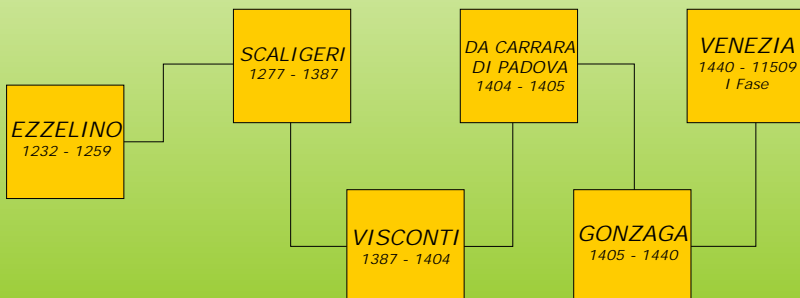 EZZELINO
1232 - 1259
SCALIGERI
1277 - 1387
VISCONTI
1387 - 1404
DA CARRARA
DI PADOVA
1404 - 1405
GONZAGA
1405 - 1440
VENEZIA
1440 - 11509
I Fase